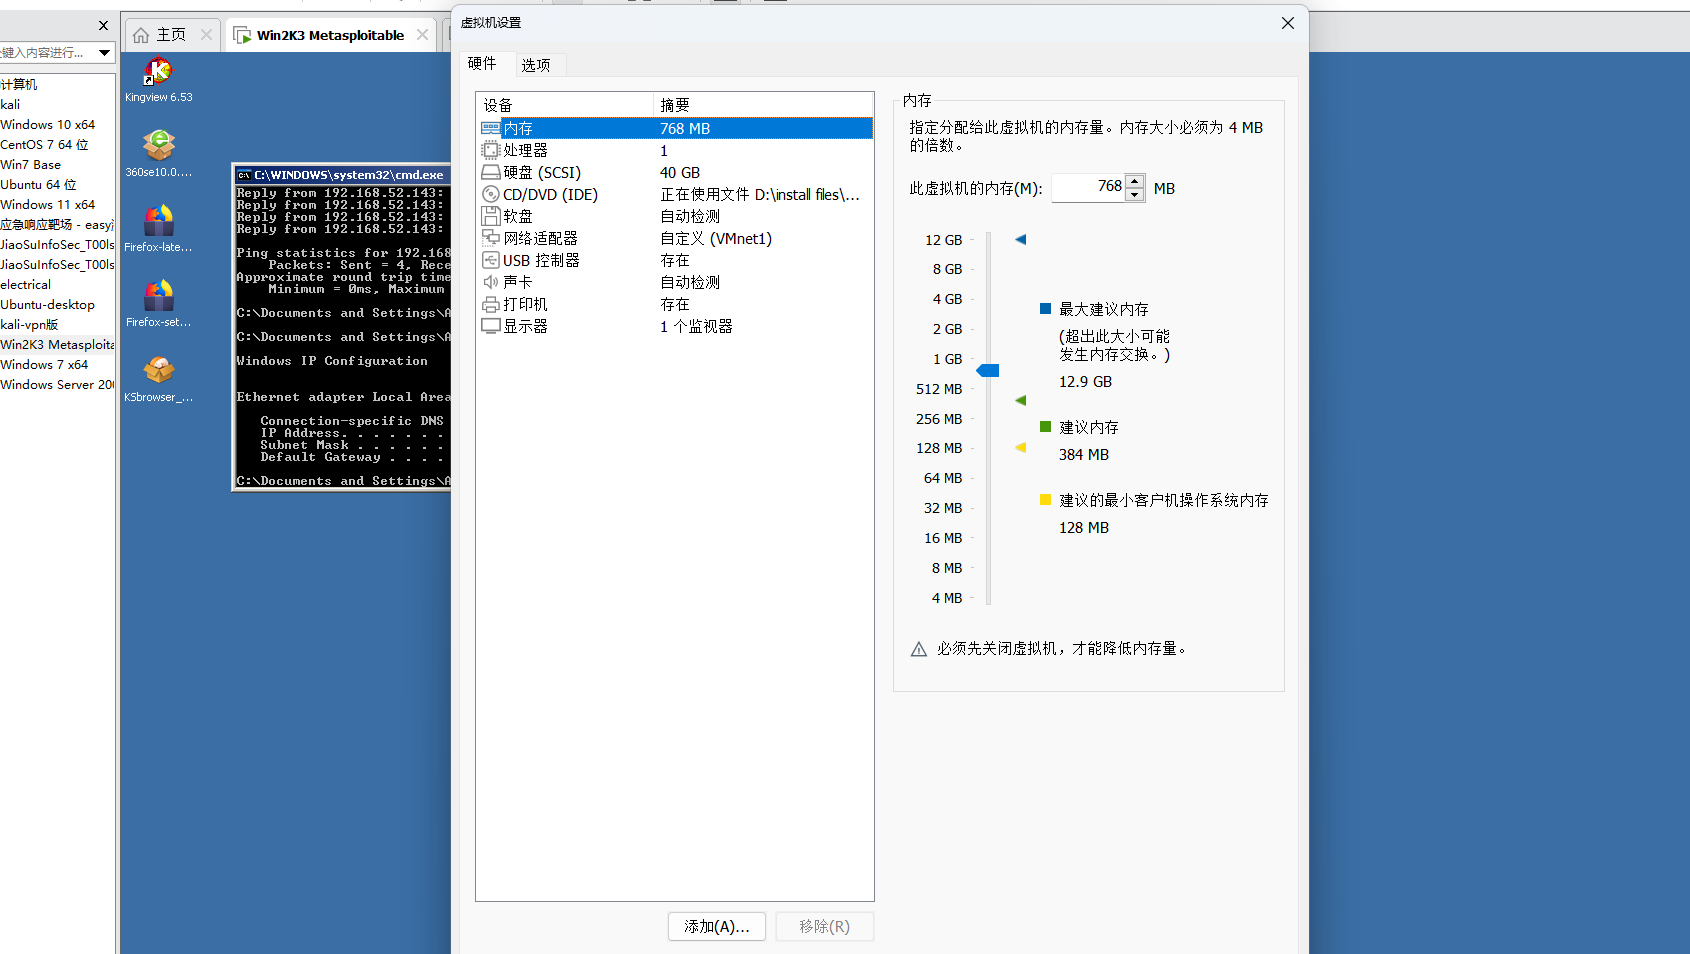 主页
Win2K3 Metasploitable
键入内容进行...
计算机
kali
Windows 10 x64
CentOS 7 64 位
Win7 Base
Ubuntu 64 位
Windows 11 x64
应急响应靶场 - easy
JiaoSuInfoSec_T00ls
JiaoSuInfoSec_T00ls
electrical
Ubuntu-desktop
kali-vpn版
Win2K3 Metasploita
Windows 7 x64
Windows Server 200
Kingview 6.53
360se10.0....
Firefox-late...
Firefox-set...
KSbrowser_...
C:\WINDOWS\system32\cmd.exe
Reply from 192.168.52.143:
Reply from 192.168.52.143:
Reply from 192.168.52.143:
Reply from 192.168.52.143:
Ping statistics for 192.168
Packets: Sent = 4, Rece
Approximate round trip time
Minimum = 0ms, Maximum
C:\Documents and Settings\A
C:\Documents and Settings\A
Windows IP Configuration
Ethernet adapter Local Area
Connection-specific DNS
IP Address. . . . . . .
Subnet Mask . . . . . .
Default Gateway . . . .
C:\Documents and Settings\A
虚拟机设置
硬件 选项
设备 摘要
内存 768 MB
处理器 1
硬盘 (SCSI) 40 GB
CD/DVD (IDE) 正在使用文件 D:\install files\...
软盘 自动检测
网络适配器 自定义 (VMnet1)
USB 控制器 存在
声卡 自动检测
打印机 存在
显示器 1 个监视器
添加(A)... 移除(R)
内存
指定分配给此虚拟机的内存量。内存大小必须为 4 MB
的倍数。
此虚拟机的内存(M): 768 MB
12 GB
8 GB
4 GB
2 GB
1 GB
512 MB
256 MB
128 MB
64 MB
32 MB
16 MB
8 MB
4 MB
最大建议内存
(超出此大小可能
发生内存交换。)
12.9 GB
建议内存
384 MB
建议的最小客户机操作系统内存
128 MB
必须先关闭虚拟机，才能降低内存量。